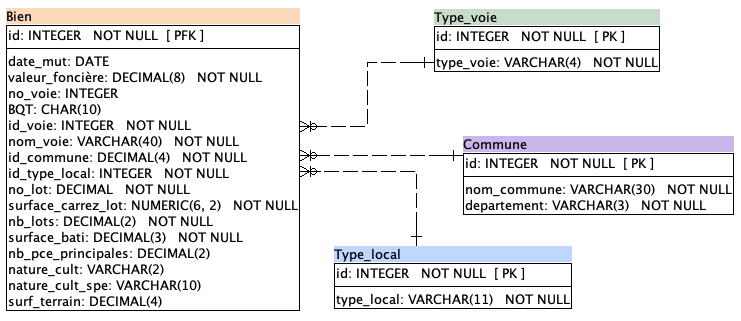 Bien
id: INTEGER NOT NULL [ PFK ]
date_mut: DATE
valeur_foncière: DECIMAL(8) NOT NULL
no_voie: INTEGER
BQT: CHAR(10)
id_voie: INTEGER NOT NULL
nom_voie: VARCHAR(40) NOT NULL
id_commune: DECIMAL(4) NOT NULL
id_type_local: INTEGER NOT NULL
no_lot: DECIMAL NOT NULL
surface_carrez_lot: NUMERIC(6, 2) NOT NULL
nb_lots: DECIMAL(2) NOT NULL
surface_bati: DECIMAL(3) NOT NULL
nb_pce_principales: DECIMAL(2)
nature_cult: VARCHAR(2)
nature_cult_spe: VARCHAR(10)
surf_terrain: DECIMAL(4)
Type_voie
id: INTEGER NOT NULL [ PK ]
type_voie: VARCHAR(4) NOT NULL
Commune
id: INTEGER NOT NULL [ PK ]
nom_commune: VARCHAR(30) NOT NULL
departement: VARCHAR(3) NOT NULL
Type_local
id: INTEGER NOT NULL [ PK ]
type_local: VARCHAR(11) NOT NULL